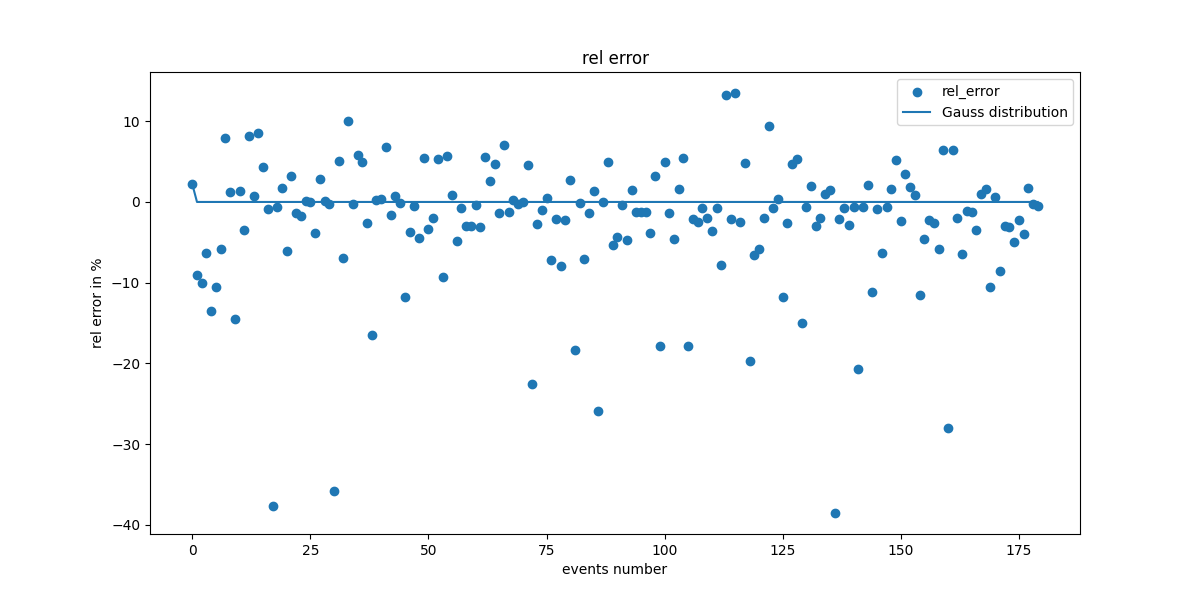 rel error
rel_error
Gauss distribution
10
0
−10
−20
−30
−40
rel error in %
0 25 50 75 100 125 150 175
events number